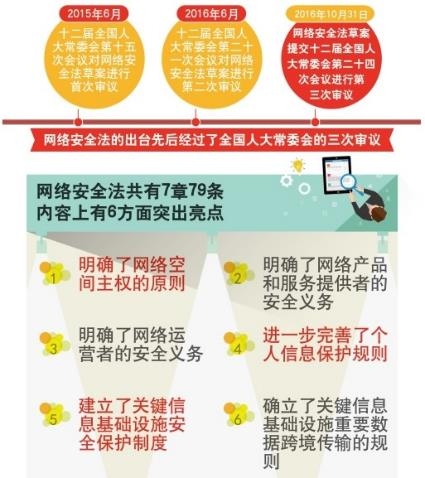 2015年6月
十二届全国人
大常委会第十五
次会议对网络安
全法草案进行
首次审议
2016年6月
十二届全国人
大常委会第二十
一次会议对网络
安全法草案进行
第二次审议
2016年10月31日
网络安全法草案
提交十二届全国人
大常委会第二十四
次会议进行第
三次审议
网络安全法的出台先后经过了全国人大常委会的三次审议
网络安全法共有7章79条
内容上有6方面突出亮点
1
明确了网络空
间主权的原则
2
明确了网络产品
和服务提供者的
安全义务
3
明确了网络运
营者的安全义务
4
进一步完善了个
人信息保护规则
5
建立了关键信
息基础设施安
全保护制度
6
确立了关键信息
基础设施重要数
据跨境传输的规
则